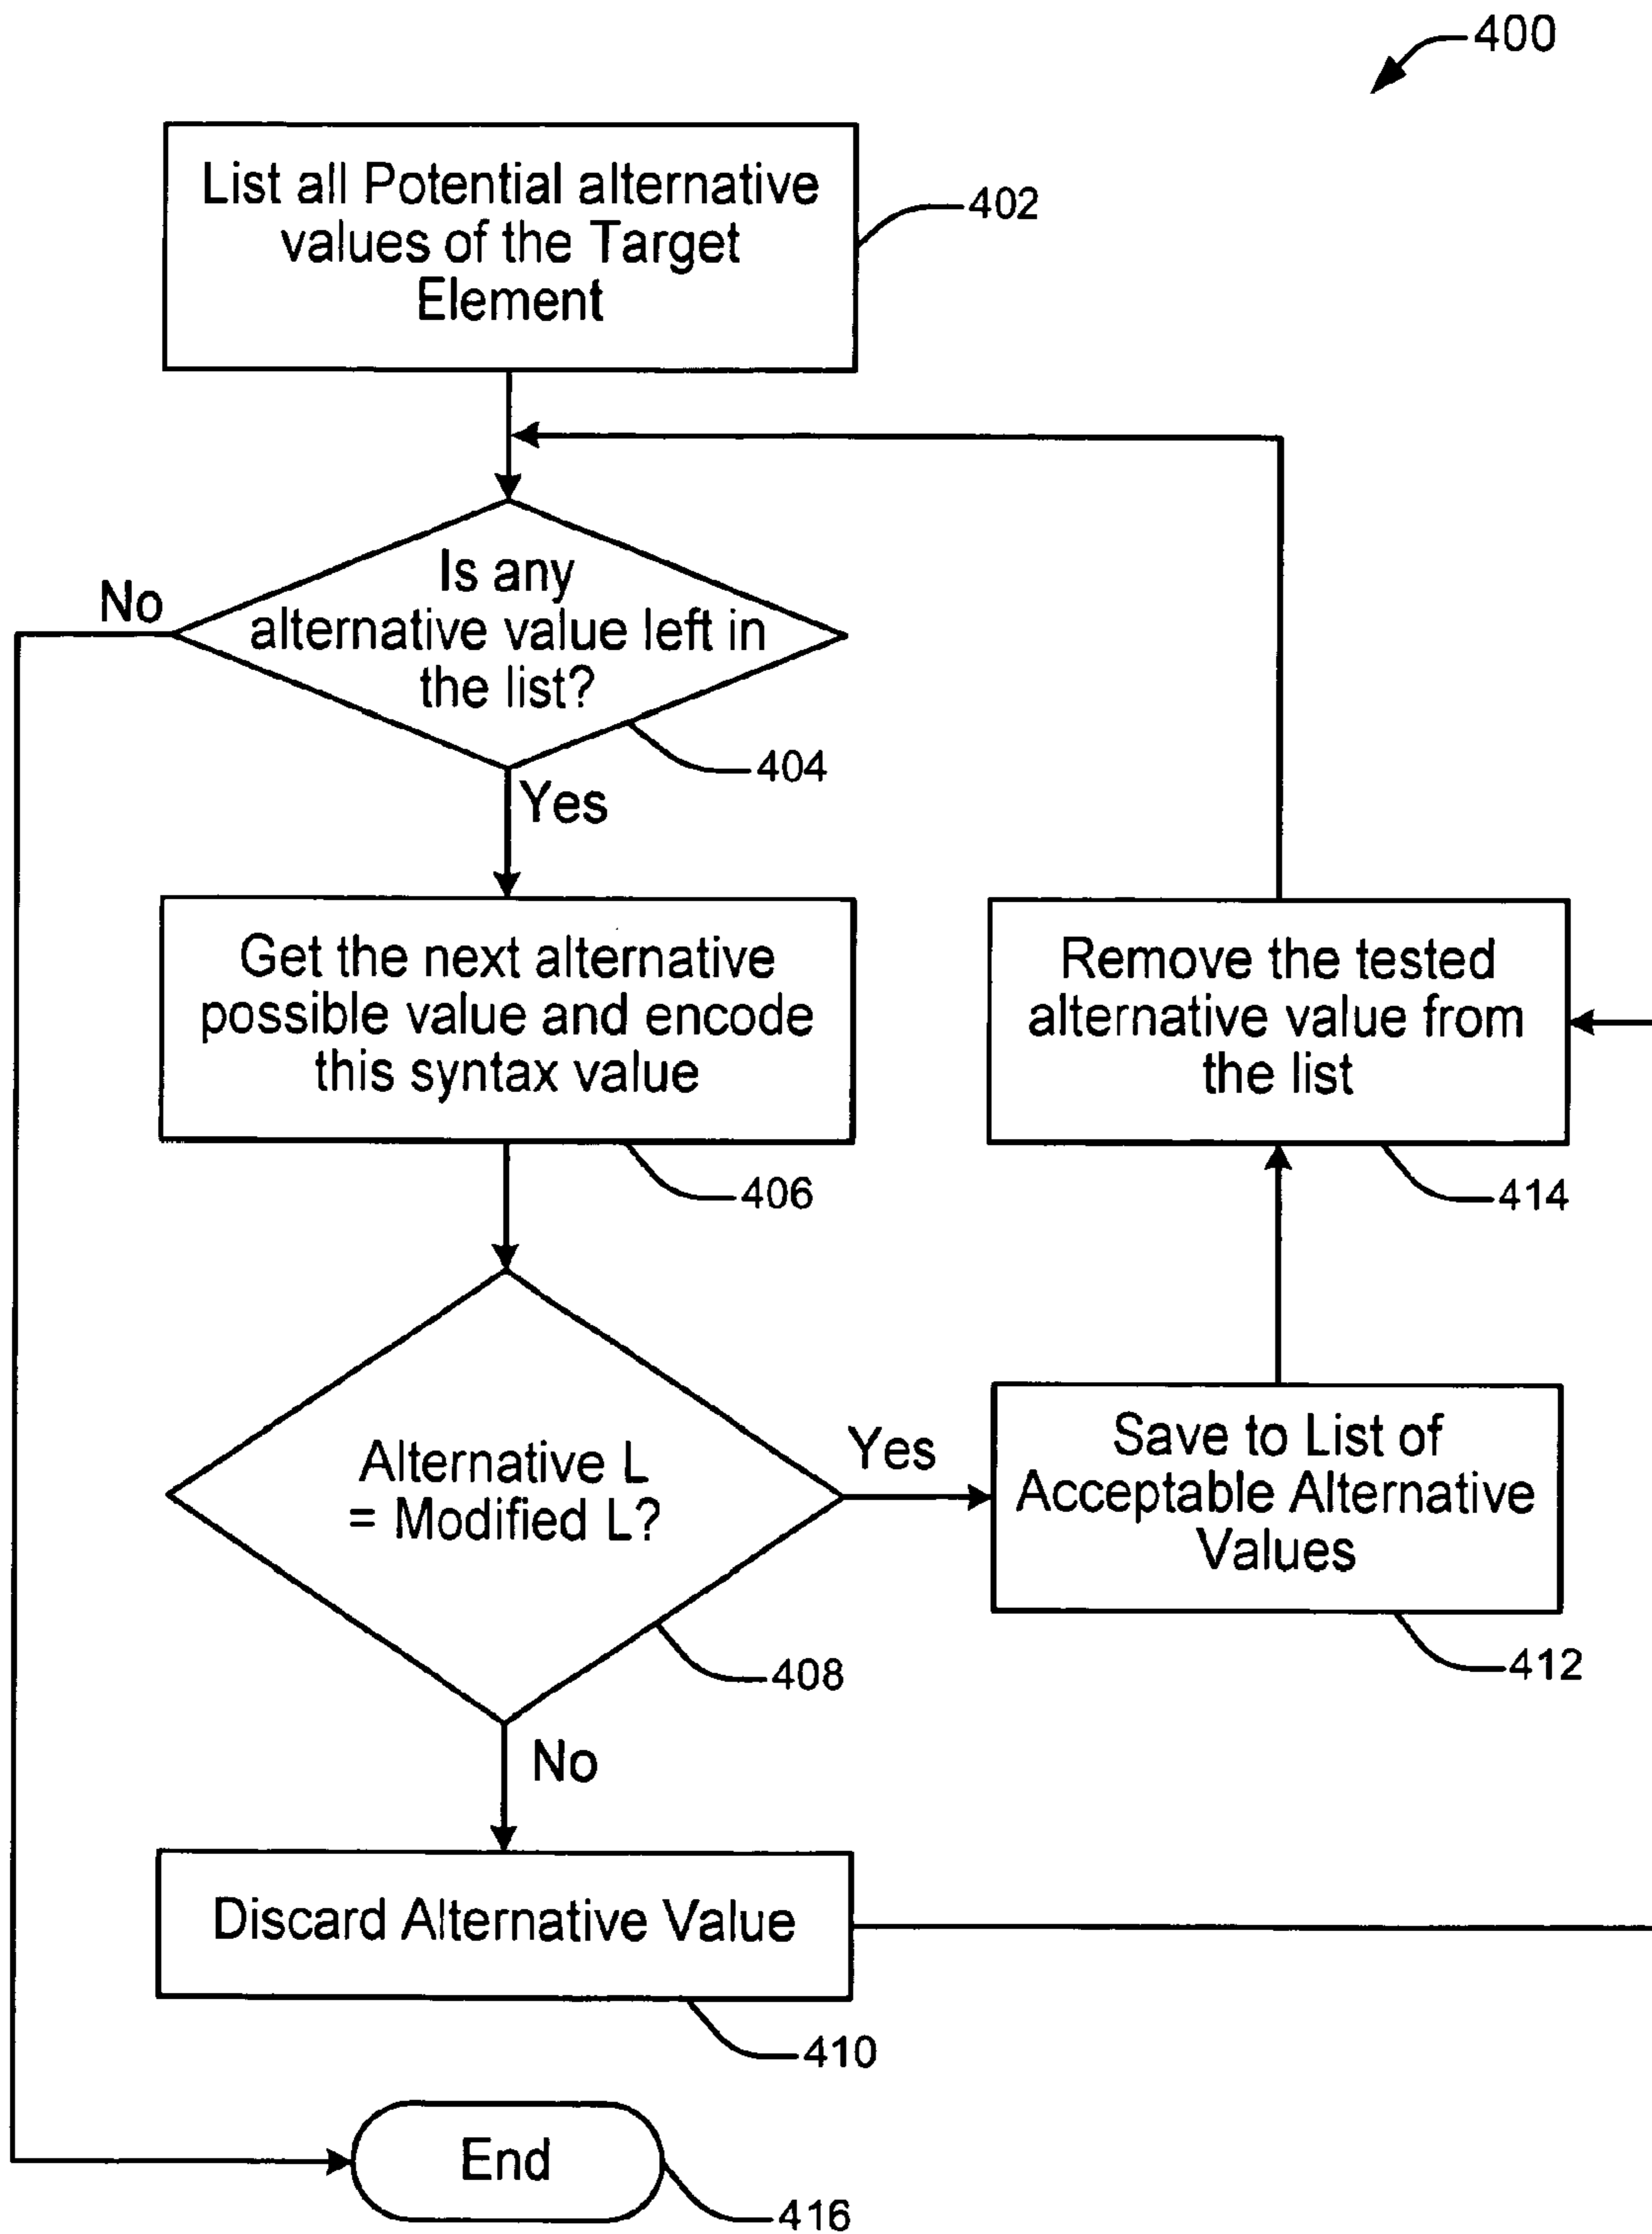 400
List all Potential alternative
values of the Target
Element
402
Is any
alternative value left in
the list?
No
404
Yes
Get the next alternative
possible value and encode
this syntax value
406
Remove the tested
alternative value from
the list
414
Alternative L
= Modified L?
Yes
408
Save to List of
Acceptable Alternative
Values
412
No
Discard Alternative Value
410
End
416